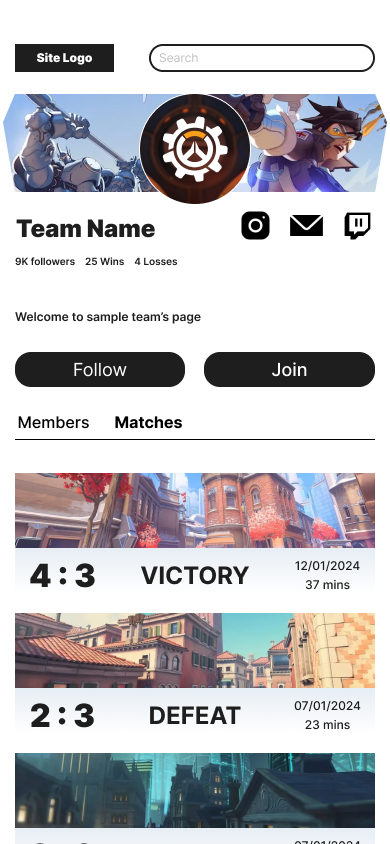 Site Logo
Search
Team Name
9K followers 25 Wins 4 Losses
Welcome to sample team's page
Follow Join
Members Matches
4 : 3 VICTORY 12/01/2024
37 mins
2 : 3 DEFEAT 07/01/2024
23 mins